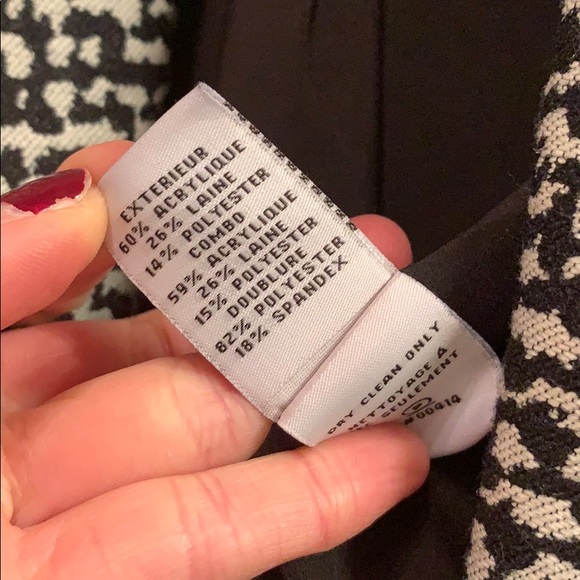 EXTERIEUR
60% ACRYLIQUE
26% LAINE
14% POLYESTER
COMBO
59% ACRYLIQUE
26% LAINE
15% POLYESTER
DOUBLURE
82% POLYESTER
18% SPANDEX
DRY CLEAN ONLY
NETTOYAGE A
SEULEMENT
00414